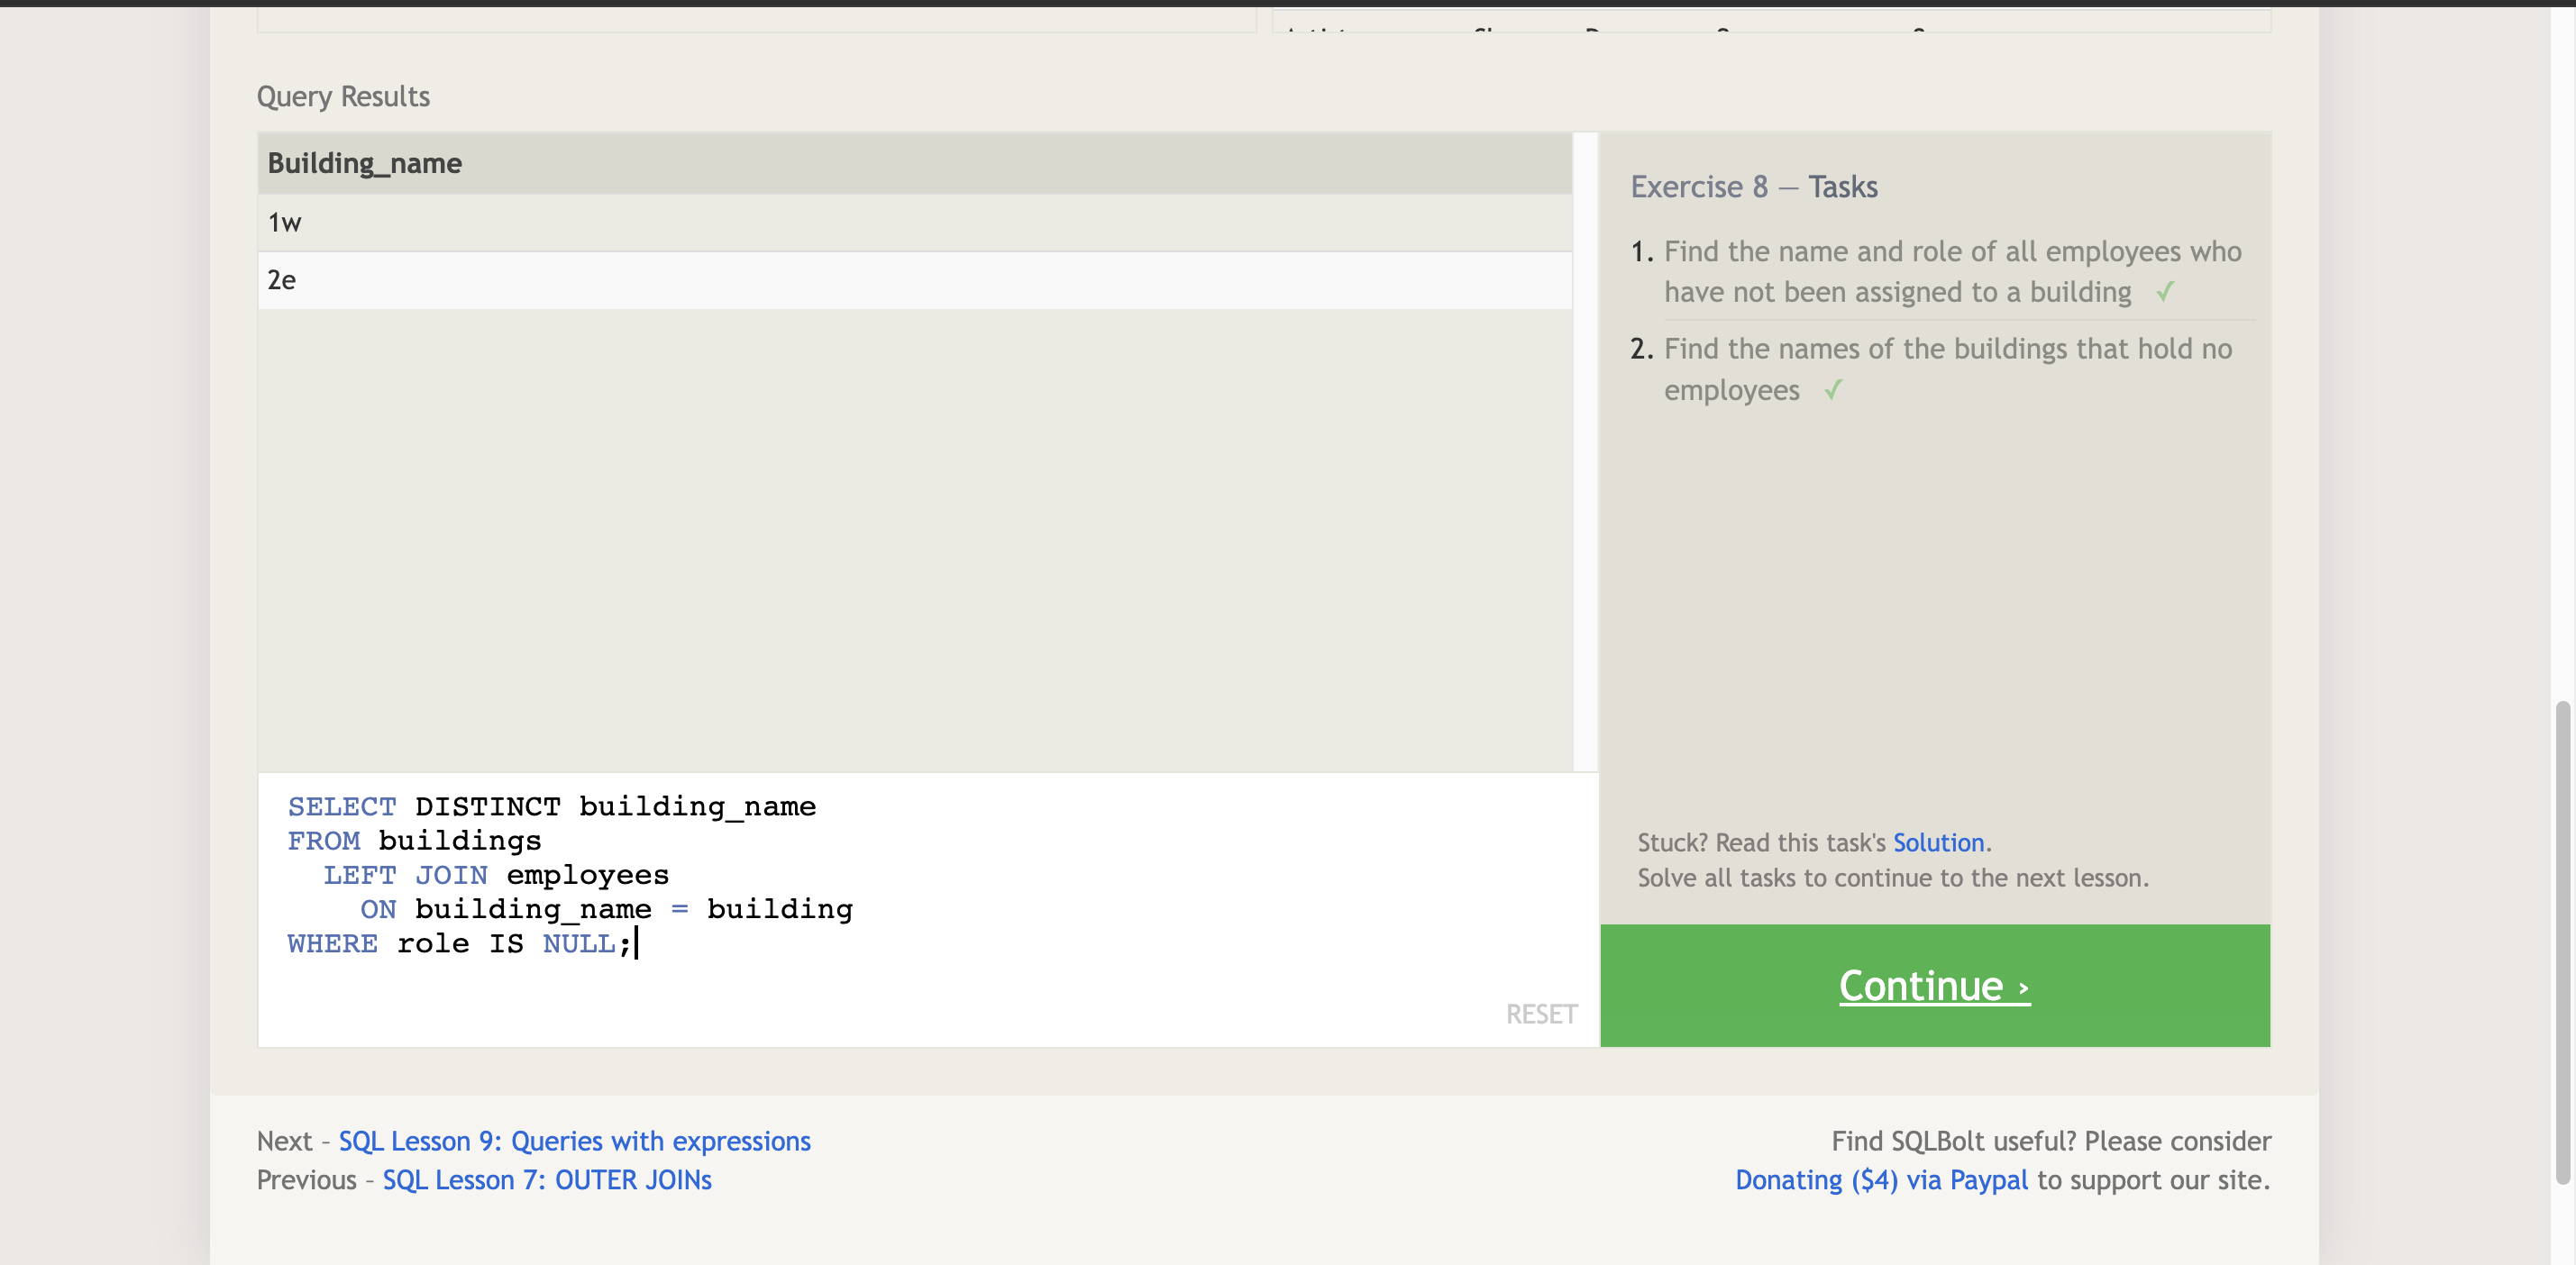 Query Results
Building_name
1w
2e
Exercise 8 — Tasks
1. Find the name and role of all employees who
have not been assigned to a building ✓
2. Find the names of the buildings that hold no
employees ✓
SELECT DISTINCT building_name
FROM buildings
LEFT JOIN employees
ON building_name = building
WHERE role IS NULL;
RESET
Stuck? Read this task's Solution.
Solve all tasks to continue to the next lesson.
Continue ›
Next – SQL Lesson 9: Queries with expressions
Previous – SQL Lesson 7: OUTER JOINs
Find SQLBolt useful? Please consider
Donating ($4) via Paypal to support our site.